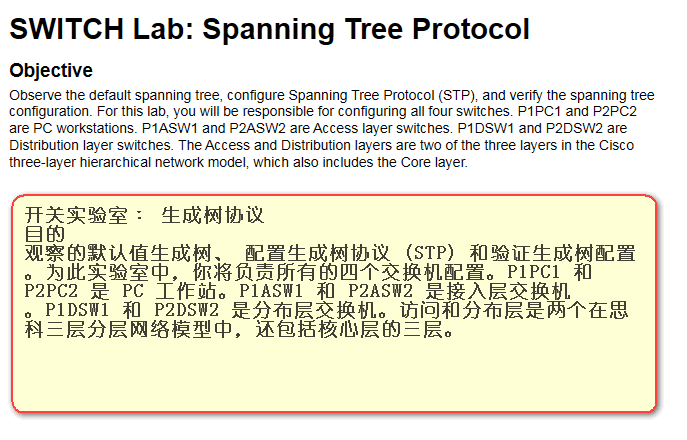 SWITCH Lab: Spanning Tree Protocol
Objective
Observe the default spanning tree, configure Spanning Tree Protocol (STP), and verify the spanning tree
configuration. For this lab, you will be responsible for configuring all four switches. P1PC1 and P2PC2
are PC workstations. P1ASW1 and P2ASW2 are Access layer switches. P1DSW1 and P2DSW2 are
Distribution layer switches. The Access and Distribution layers are two of the three layers in the Cisco
three-layer hierarchical network model, which also includes the Core layer.
开关实验室： 生成树协议
目的
观察的默认值生成树、 配置生成树协议 (STP) 和验证生成树配置
。为此实验室中，你将负责所有的四个交换机配置。P1PC1 和
P2PC2 是 PC 工作站。P1ASW1 和 P2ASW2 是接入层交换机
。P1DSW1 和 P2DSW2 是分布层交换机。访问和分布层是两个在思
科三层分层网络模型中，还包括核心层的三层。